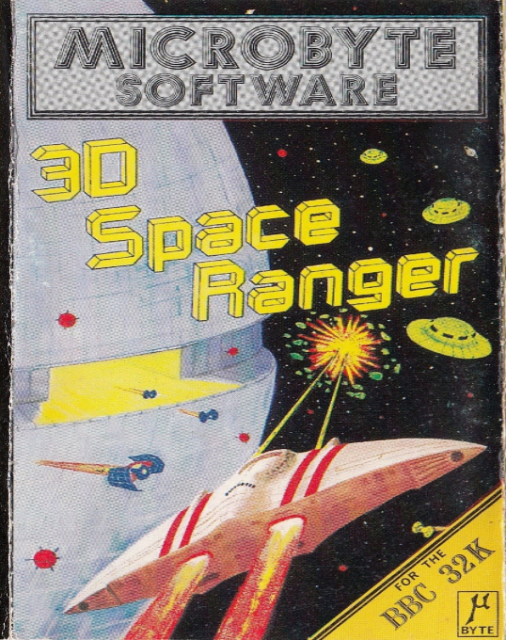 MICROBYTE
SOFTWARE
3D
Space
Ranger
FOR THE
BBC 32K
µ
BYTE